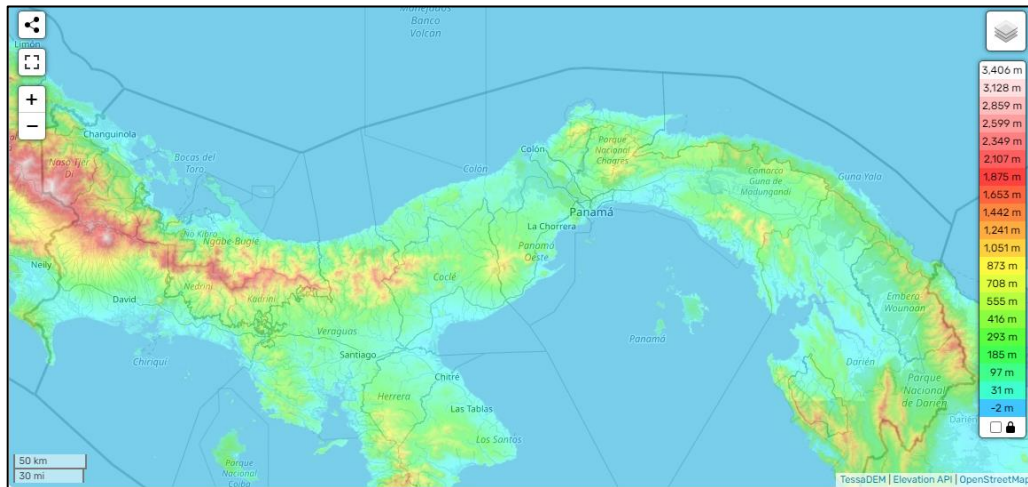 Manejados
Banco
Volcán
Limón
+
−
Changuinola
Naso Tjër
Di
Bocas del
Toro
Colón
Colón
Parque
Nacional
Chagres
Comarca
Guna de
Madungandí
Guna Yala
Panamá
La Chorrera
Panamá
Oeste
No Kribo
Ngäbe-Buglé
Neily
Nedrini
Kädriri
Coclé
David
Veraguas
Emberá
Wounaan
Panamá
Chiriquí
Santiago
Darién
Chitré
Herrera
Las Tablas
Los Santos
Parque
Nacional
de Darién
Darién
Parque
Nacional
Coiba
50 km
30 mi
3,406 m
3,128 m
2,859 m
2,599 m
2,349 m
2,107 m
1,875 m
1,653 m
1,442 m
1,241 m
1,051 m
873 m
708 m
555 m
416 m
293 m
185 m
97 m
31 m
-2 m
TessaDEM | Elevation API | OpenStreetMap